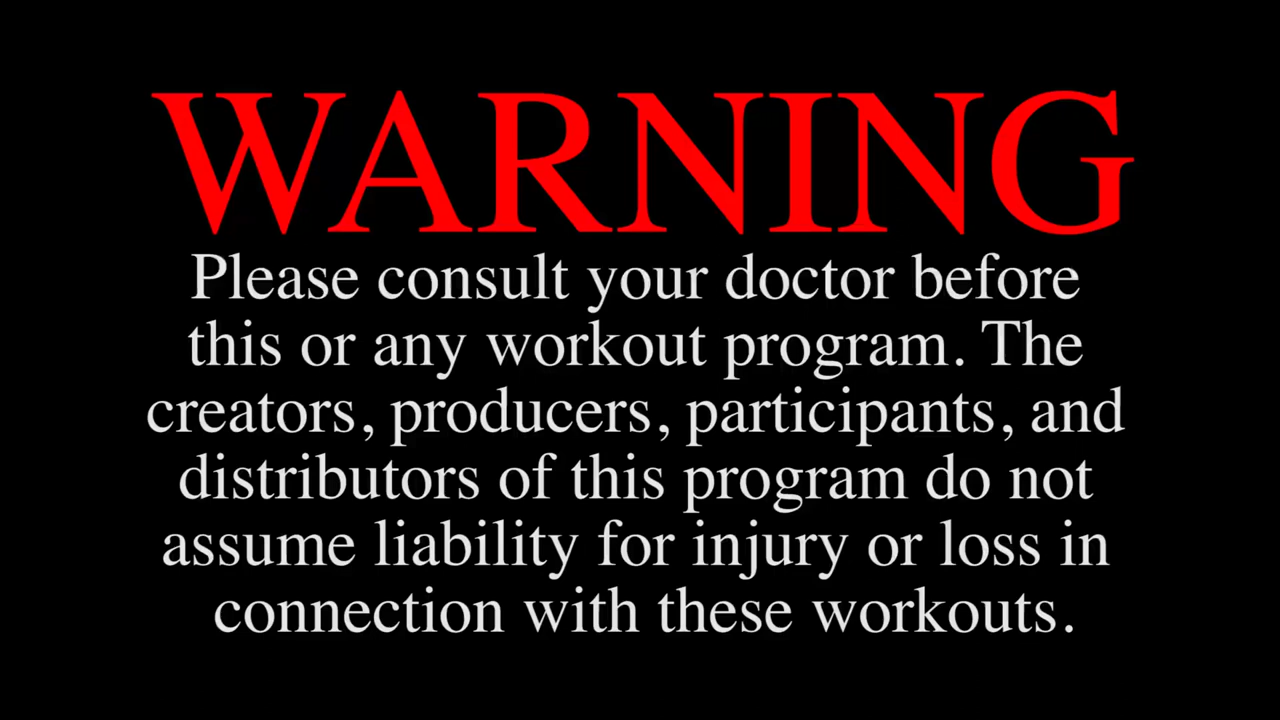 WARNING
Please consult your doctor before
this or any workout program. The
creators, producers, participants, and
distributors of this program do not
assume liability for injury or loss in
connection with these workouts.